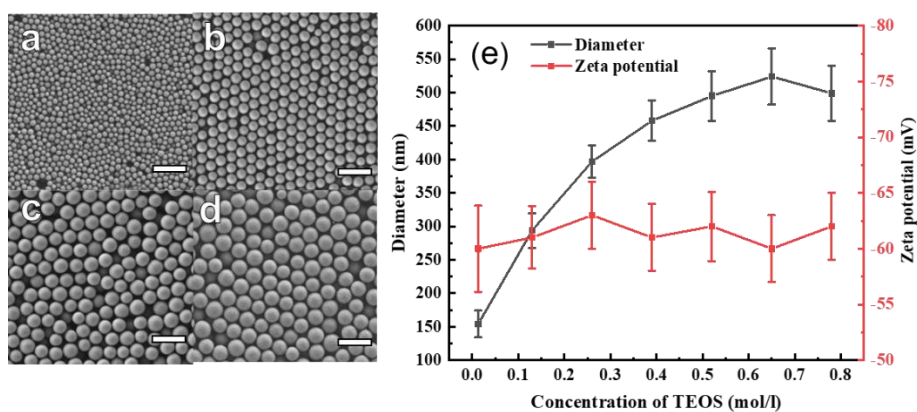 a
b
c
d
(e)
Diameter
Zeta potential
600
550
500
450
400
350
300
250
200
150
100
Diameter (nm)
-80
-75
-70
-65
-60
-55
-50
Zeta potential (mV)
0.0 0.1 0.2 0.3 0.4 0.5 0.6 0.7 0.8
Concentration of TEOS (mol/l)